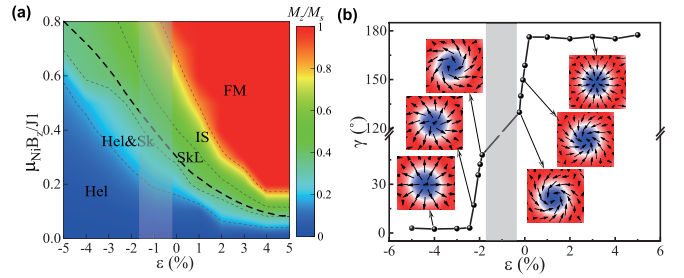 (a)
M_z/M_s
μ_NiB_z/J1
0.8
0.6
0.4
0.2
0.0
FM
IS
Hel&Sk
SkL
Hel
-5 -4 -3 -2 -1 0 1 2 3 4 5
ε (%)
1
0.8
0.6
0.4
0.2
0
(b)
γ (°)
180
150
120
30
0
-6 -4 -2 0 2 4 6
ε (%)